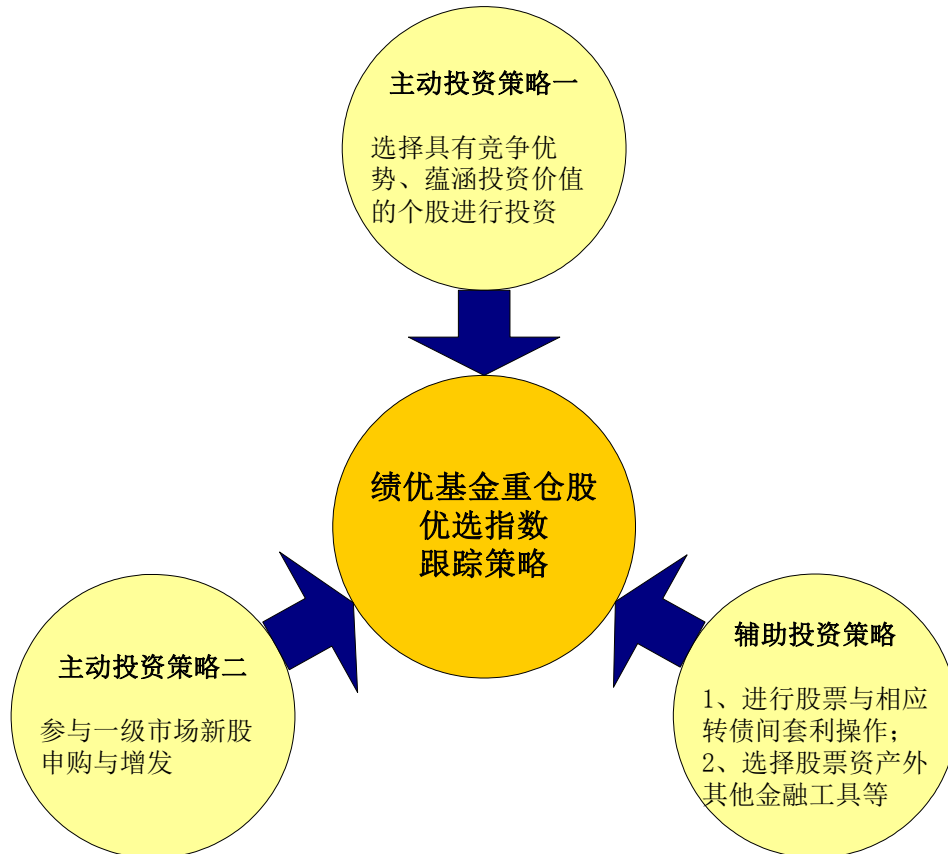 主动投资策略一
选择具有竞争优
势、蕴涵投资价值
的个股进行投资
绩优基金重仓股
优选指数
跟踪策略
主动投资策略二
参与一级市场新股
申购与增发
辅助投资策略
1、进行股票与相应
转债间套利操作；
2、选择股票资产外
其他金融工具等